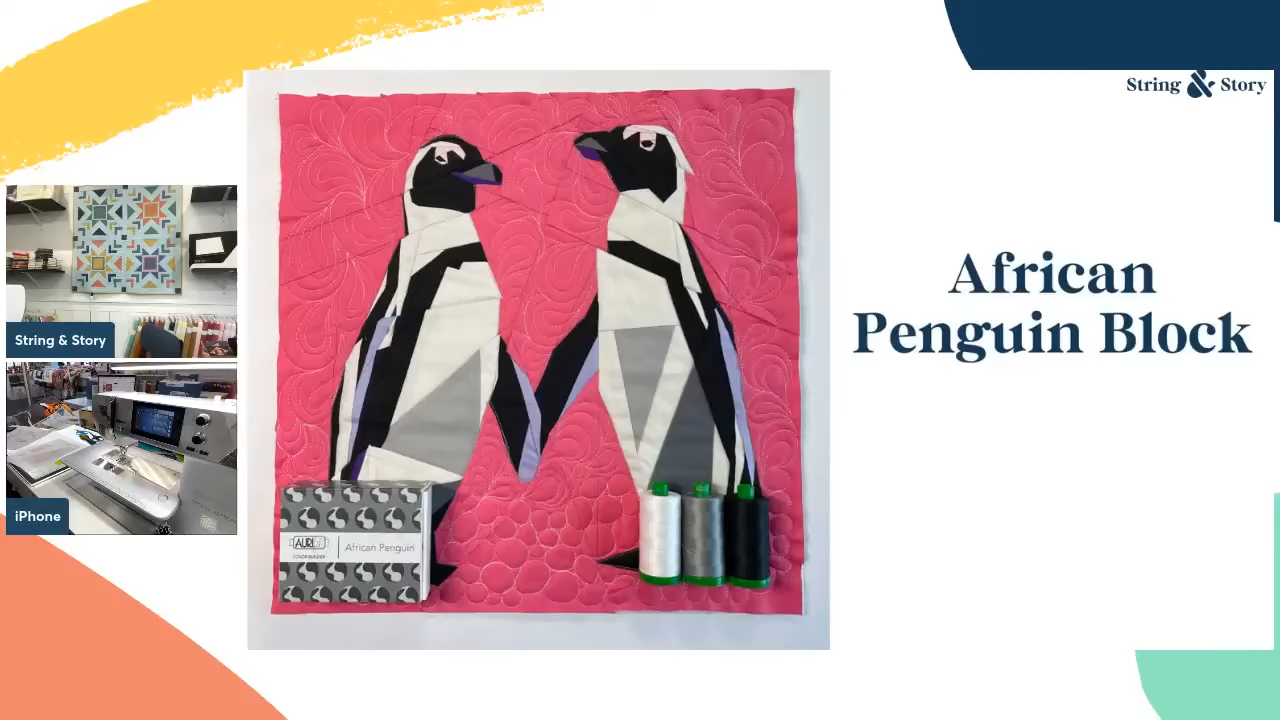 String & Story
African
Penguin Block
String & Story
iPhone
AURIfil
COLOR BUILDER
African Penguin